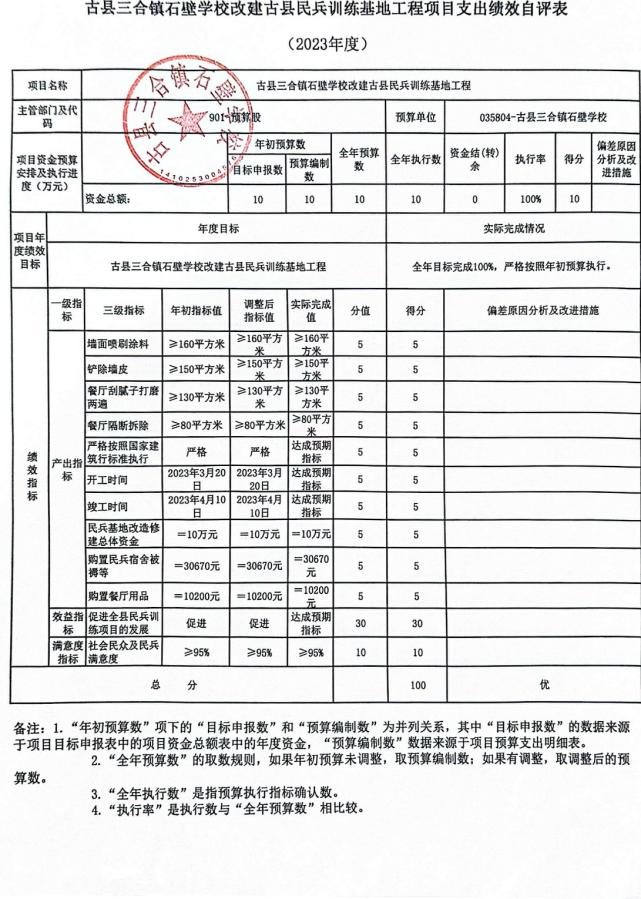 古县三合镇石壁学校改建古县民兵训练基地工程项目支出绩效自评表
（2023年度）
项目名称 古县三合镇石壁学校改建古县民兵训练基地工程
主管部门及代码 901-预算股 预算单位 035804-古县三合镇石壁学校
项目资金预算安排及执行进度（万元） 年初预算数 全年预算数 全年执行数 资金结(转)余 执行率 得分 偏差原因分析及改进措施
目标申报数 预算编制数
资金总额： 10 10 10 10 0 100% 10
项目年度绩效目标 年度目标 实际完成情况
古县三合镇石壁学校改建古县民兵训练基地工程 全年目标完成100%，严格按照年初预算执行。
绩效指标 一级指标 三级指标 年初指标值 调整后指标值 实际完成值 分值 得分 偏差原因分析及改进措施
产出指标 墙面喷刷涂料 ≥160平方米 ≥160平方米 ≥160平方米 5 5
铲除墙皮 ≥150平方米 ≥150平方米 ≥150平方米 5 5
餐厅刮腻子打磨两遍 ≥130平方米 ≥130平方米 ≥130平方米 5 5
餐厅隔断拆除 ≥80平方米 ≥80平方米 ≥80平方米 5 5
严格按照国家建筑行标准执行 严格 严格 达成预期指标 5 5
开工时间 2023年3月20日 2023年3月20日 达成预期指标 5 5
竣工时间 2023年4月10日 2023年4月10日 达成预期指标 5 5
民兵基地改造修建总体资金 ＝10万元 ＝10万元 ＝10万元 5 5
购置民兵宿舍被褥等 ＝30670元 ＝30670元 ＝30670元 5 5
购置餐厅用品 ＝10200元 ＝10200元 ＝10200元 5 5
效益指标 促进全县民兵训练项目的发展 促进 促进 达成预期指标 30 30
满意度指标 社会民众及民兵满意度 ≥95% ≥95% ≥95% 10 10
总 分 100 优
备注：1.“年初预算数”项下的“目标申报数”和“预算编制数”为并列关系，其中“目标申报数”的数据来源
于项目目标申报表中的项目资金总额表中的年度资金，“预算编制数”数据来源于项目预算支出明细表。
2.“全年预算数”的取数规则，如果年初预算未调整，取预算编制数；如果有调整，取调整后的预
算数。
3.“全年执行数”是指预算执行指标确认数。
4.“执行率”是执行数与“全年预算数”相比较。
古县三合镇石壁学校